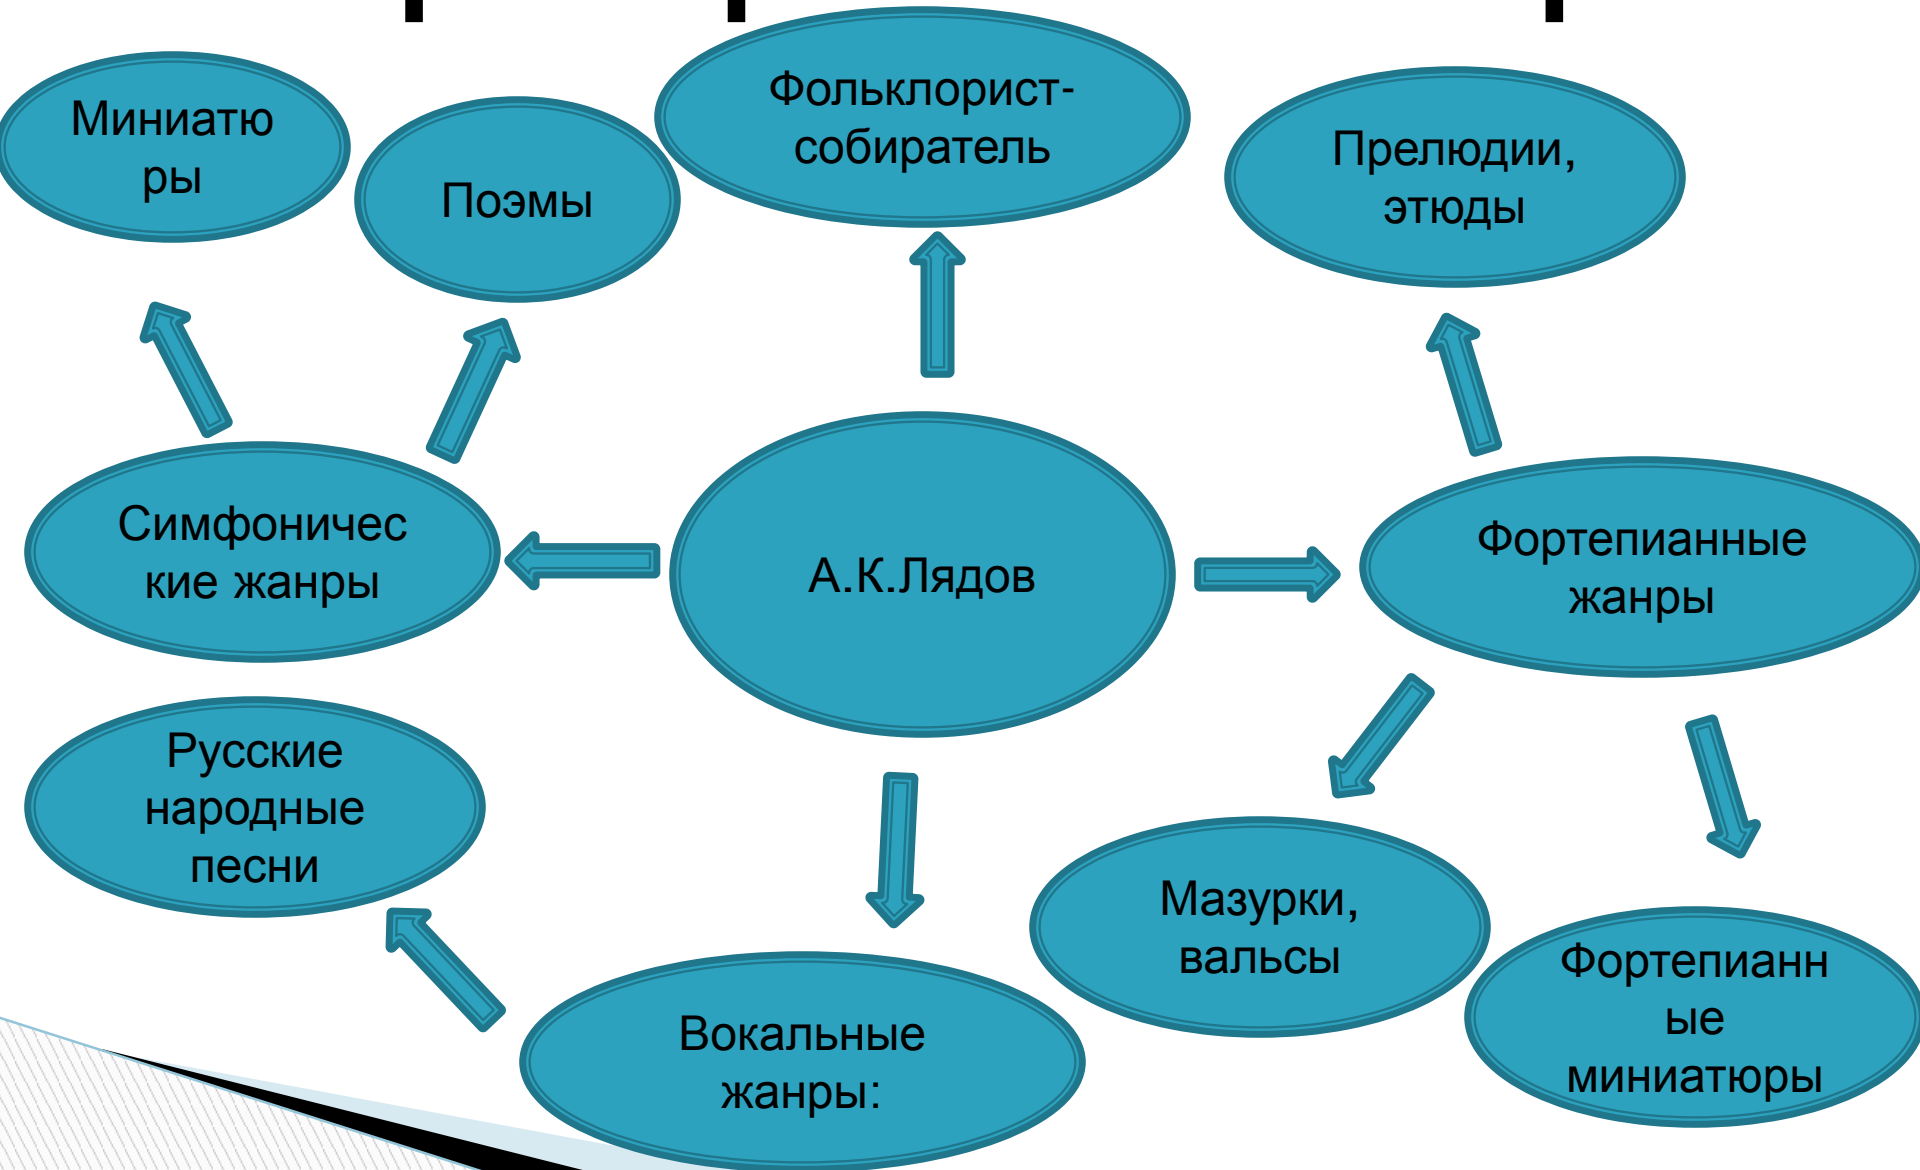 Миниатю
ры
Поэмы
Фольклорист-
собиратель
Прелюдии,
этюды
Симфоничес
кие жанры
А.К.Лядов
Фортепианные
жанры
Русские
народные
песни
Мазурки,
вальсы
Фортепианн
ые
миниатюры
Вокальные
жанры: